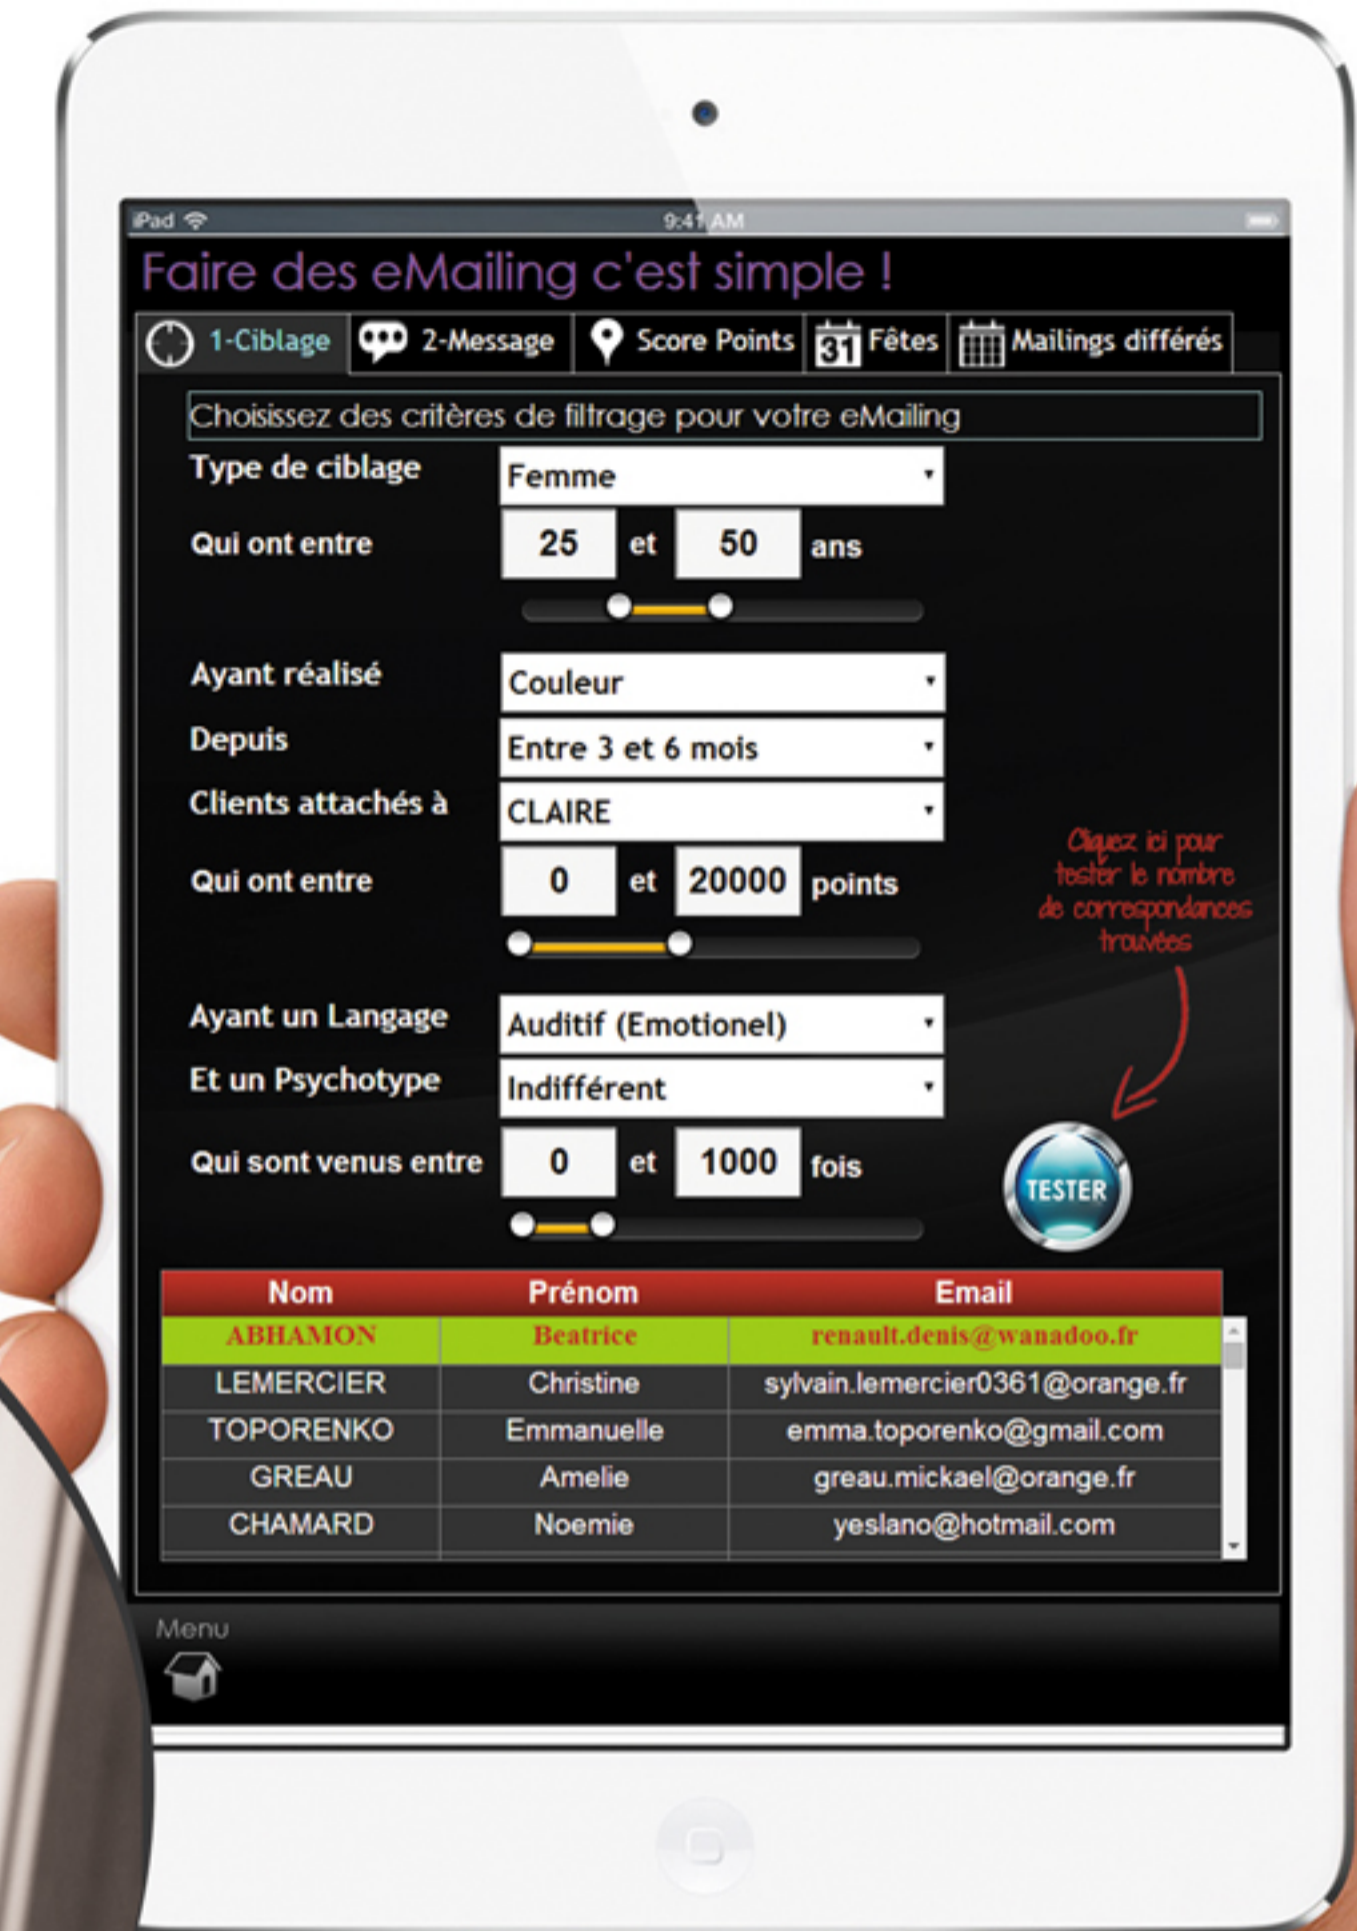 iPad 9:41 AM
Faire des eMailing c'est simple !
1-Ciblage 2-Message Score Points 31 Fêtes Mailings différés
Choisissez des critères de filtrage pour votre eMailing
Type de ciblage Femme
Qui ont entre 25 et 50 ans
Ayant réalisé Couleur
Depuis Entre 3 et 6 mois
Clients attachés à CLAIRE
Qui ont entre 0 et 20000 points
Cliquez ici pour
tester le nombre
de correspondances
trouvées
Ayant un Langage Auditif (Emotionel)
Et un Psychotype Indifférent
Qui sont venus entre 0 et 1000 fois
TESTER
Nom Prénom Email
ABHAMON Beatrice renault.denis@wanadoo.fr
LEMERCIER Christine sylvain.lemercier0361@orange.fr
TOPORENKO Emmanuelle emma.toporenko@gmail.com
GREAU Amelie greau.mickael@orange.fr
CHAMARD Noemie yeslano@hotmail.com
Menu